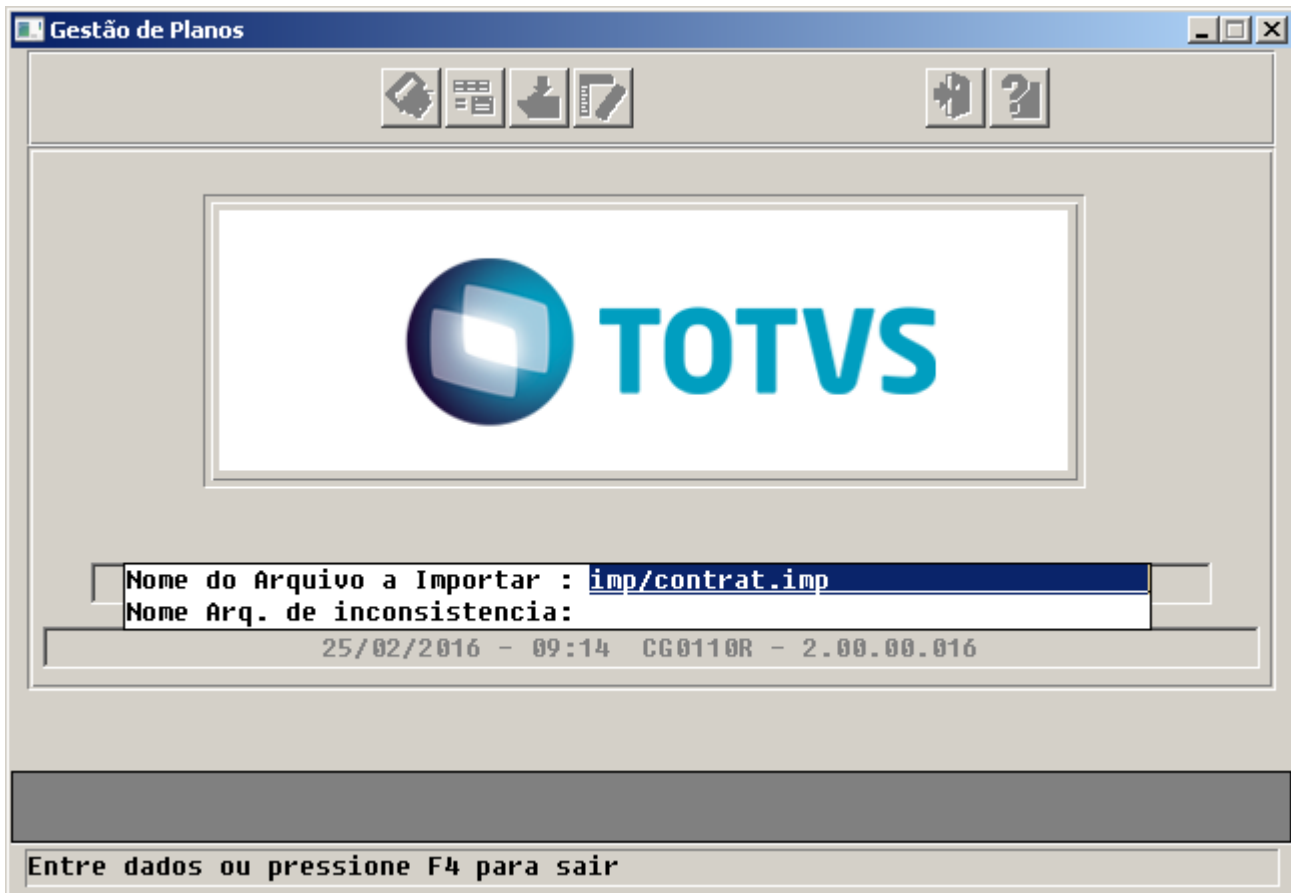 Gestão de Planos
TOTVS
Nome do Arquivo a Importar : imp/contrat.imp
Nome Arq. de inconsistencia:
25/02/2016 - 09:14 CG0110R - 2.00.00.016
Entre dados ou pressione F4 para sair